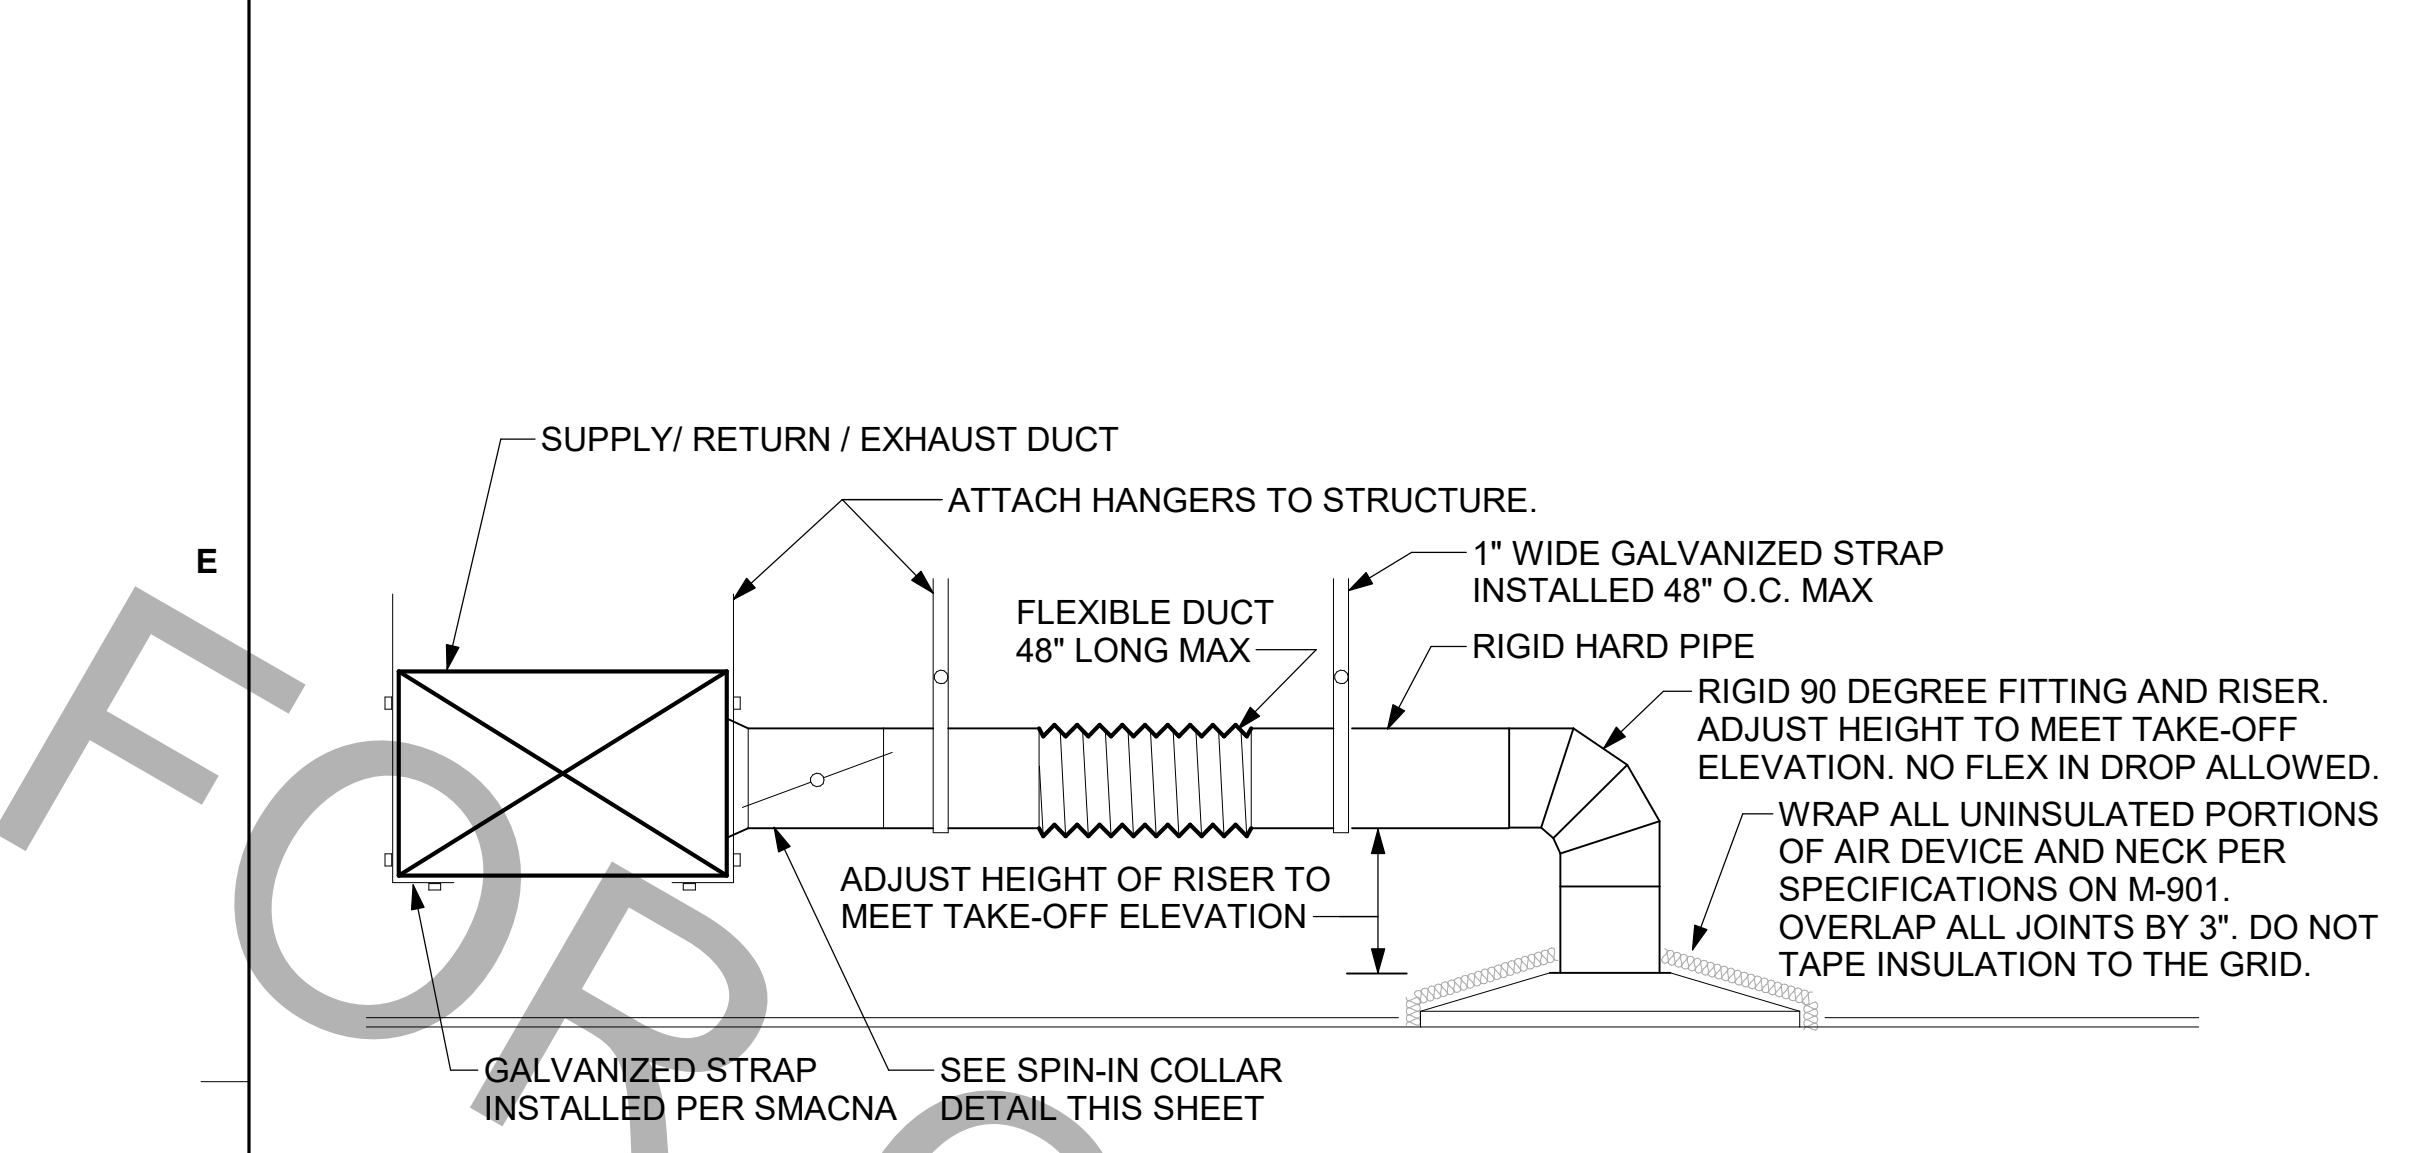 SUPPLY/ RETURN / EXHAUST DUCT
ATTACH HANGERS TO STRUCTURE.
E
1" WIDE GALVANIZED STRAP
INSTALLED 48" O.C. MAX
FLEXIBLE DUCT
48" LONG MAX
RIGID HARD PIPE
RIGID 90 DEGREE FITTING AND RISER.
ADJUST HEIGHT TO MEET TAKE-OFF
ELEVATION. NO FLEX IN DROP ALLOWED.
WRAP ALL UNINSULATED PORTIONS
OF AIR DEVICE AND NECK PER
SPECIFICATIONS ON M-901.
OVERLAP ALL JOINTS BY 3". DO NOT
TAPE INSULATION TO THE GRID.
ADJUST HEIGHT OF RISER TO
MEET TAKE-OFF ELEVATION
GALVANIZED STRAP
INSTALLED PER SMACNA
SEE SPIN-IN COLLAR
DETAIL THIS SHEET
FOR